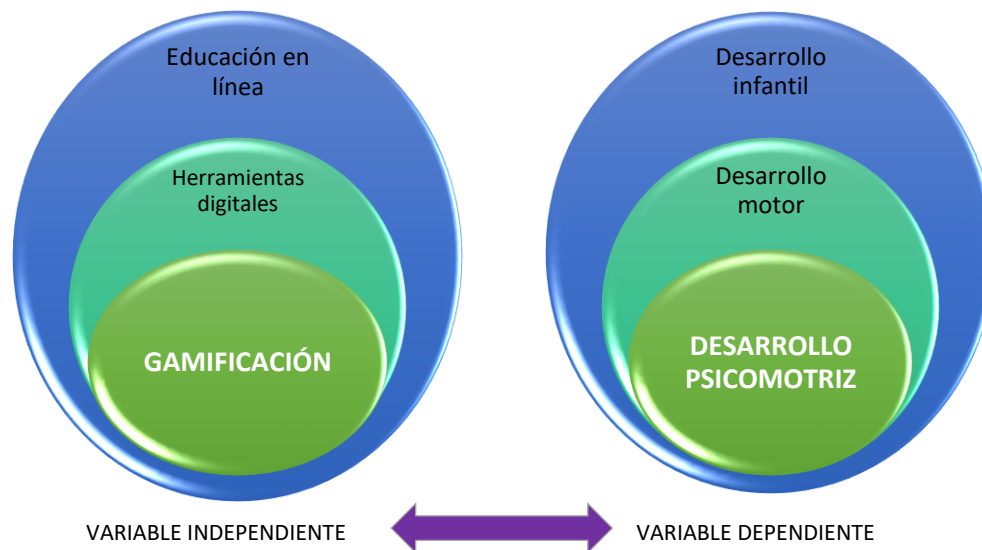 Educación en
línea
Herramientas
digitales
GAMIFICACIÓN
VARIABLE INDEPENDIENTE
Desarrollo
infantil
Desarrollo
motor
DESARROLLO
PSICOMOTRIZ
VARIABLE DEPENDIENTE